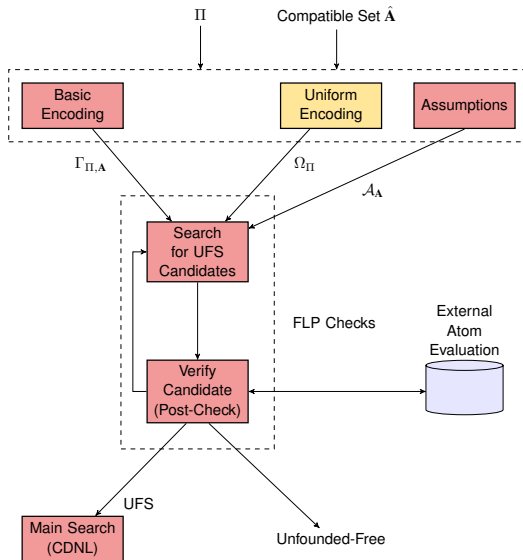 Π
Compatible Set Â
Basic
Encoding
Uniform
Encoding
Assumptions
Γ_{Π,A}
Ω_Π
𝒜_A
Search
for UFS
Candidates
FLP Checks
External
Atom
Evaluation
Verify
Candidate
(Post-Check)
UFS
Main Search
(CDNL)
Unfounded-Free